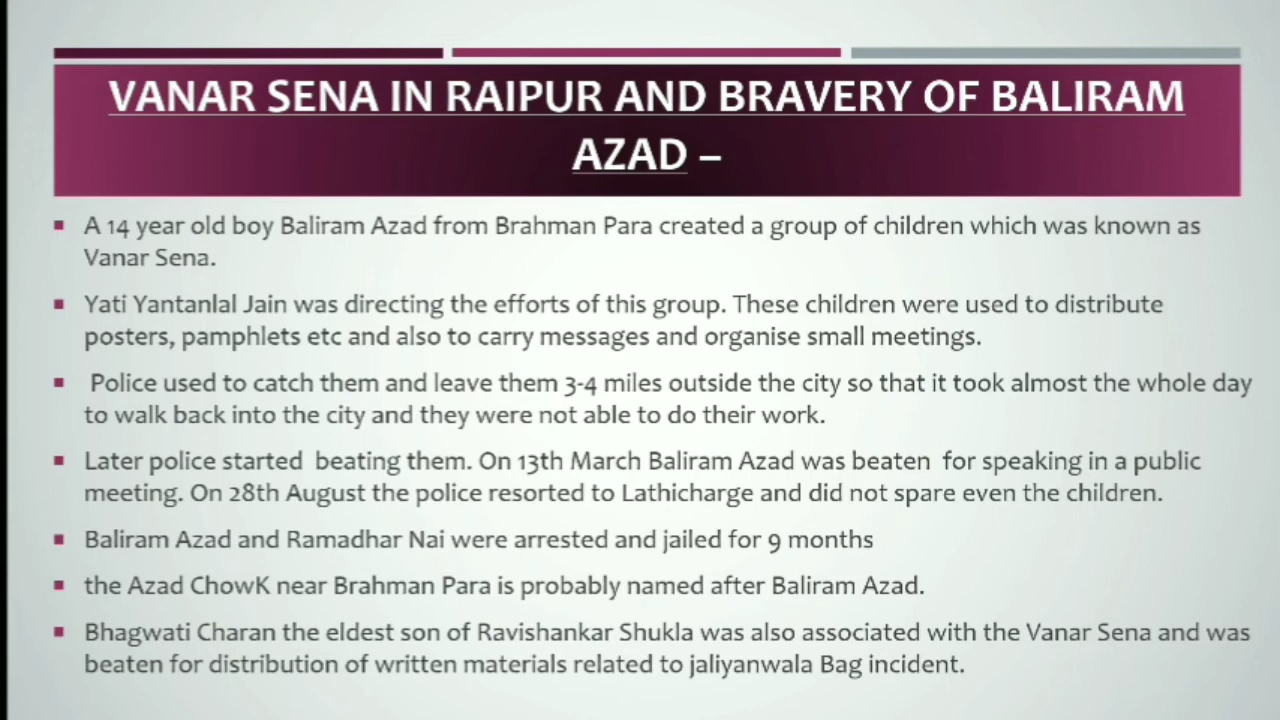 VANAR SENA IN RAIPUR AND BRAVERY OF BALIRAM
AZAD –
▪ A 14 year old boy Baliram Azad from Brahman Para created a group of children which was known as
Vanar Sena.
▪ Yati Yantanlal Jain was directing the efforts of this group. These children were used to distribute
posters, pamphlets etc and also to carry messages and organise small meetings.
▪ Police used to catch them and leave them 3-4 miles outside the city so that it took almost the whole day
to walk back into the city and they were not able to do their work.
▪ Later police started  beating them. On 13th March Baliram Azad was beaten  for speaking in a public
meeting. On 28th August the police resorted to Lathicharge and did not spare even the children.
▪ Baliram Azad and Ramadhar Nai were arrested and jailed for 9 months
▪ the Azad ChowK near Brahman Para is probably named after Baliram Azad.
▪ Bhagwati Charan the eldest son of Ravishankar Shukla was also associated with the Vanar Sena and was
beaten for distribution of written materials related to jaliyanwala Bag incident.